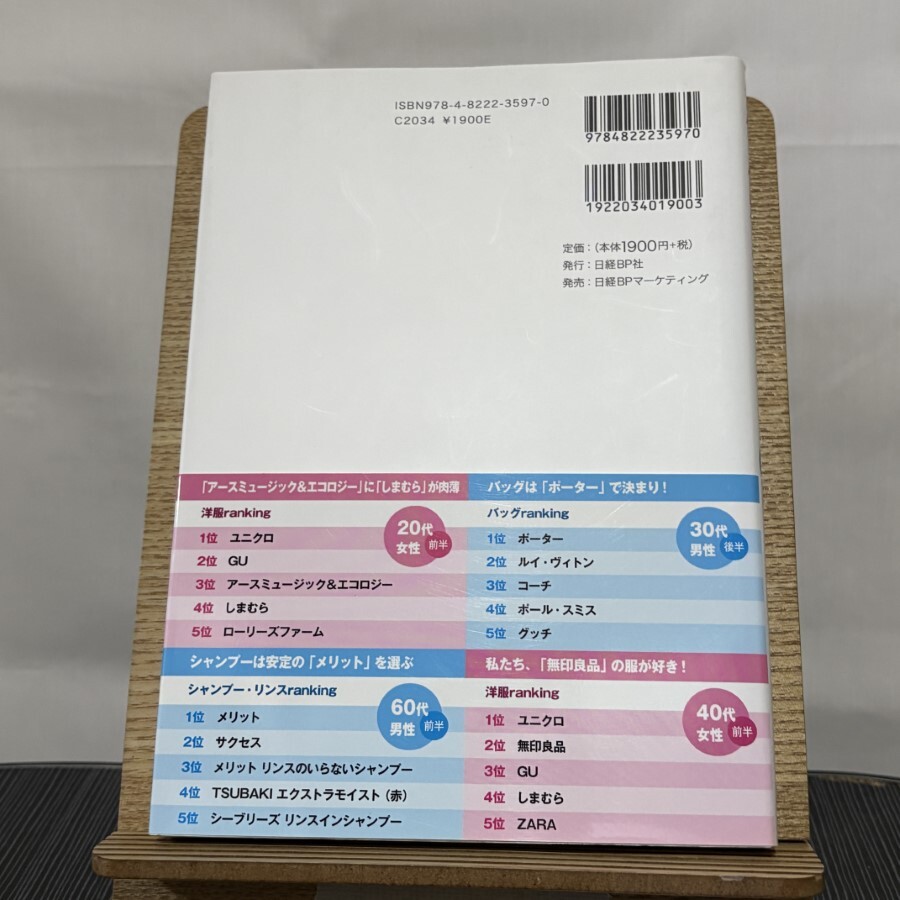 ISBN978-4-8222-3597-0
C2034 ¥1900E
9784822235970
1922034019003
定価：（本体1900円+税）
発行：日経BP社
発売：日経BPマーケティング
「アースミュージック&エコロジー」に「しまむら」が肉薄
洋服ranking
20代
女性 前半
1位 ユニクロ
2位 GU
3位 アースミュージック&エコロジー
4位 しまむら
5位 ローリーズファーム
バッグは「ポーター」で決まり！
バッグranking
30代
男性 後半
1位 ポーター
2位 ルイ・ヴィトン
3位 コーチ
4位 ポール・スミス
5位 グッチ
シャンプーは安定の「メリット」を選ぶ
シャンプー・リンスranking
60代
男性 前半
1位 メリット
2位 サクセス
3位 メリット リンスのいらないシャンプー
4位 TSUBAKI エクストラモイスト（赤）
5位 シーブリーズ リンスインシャンプー
私たち、「無印良品」の服が好き！
洋服ranking
40代
女性 前半
1位 ユニクロ
2位 無印良品
3位 GU
4位 しまむら
5位 ZARA